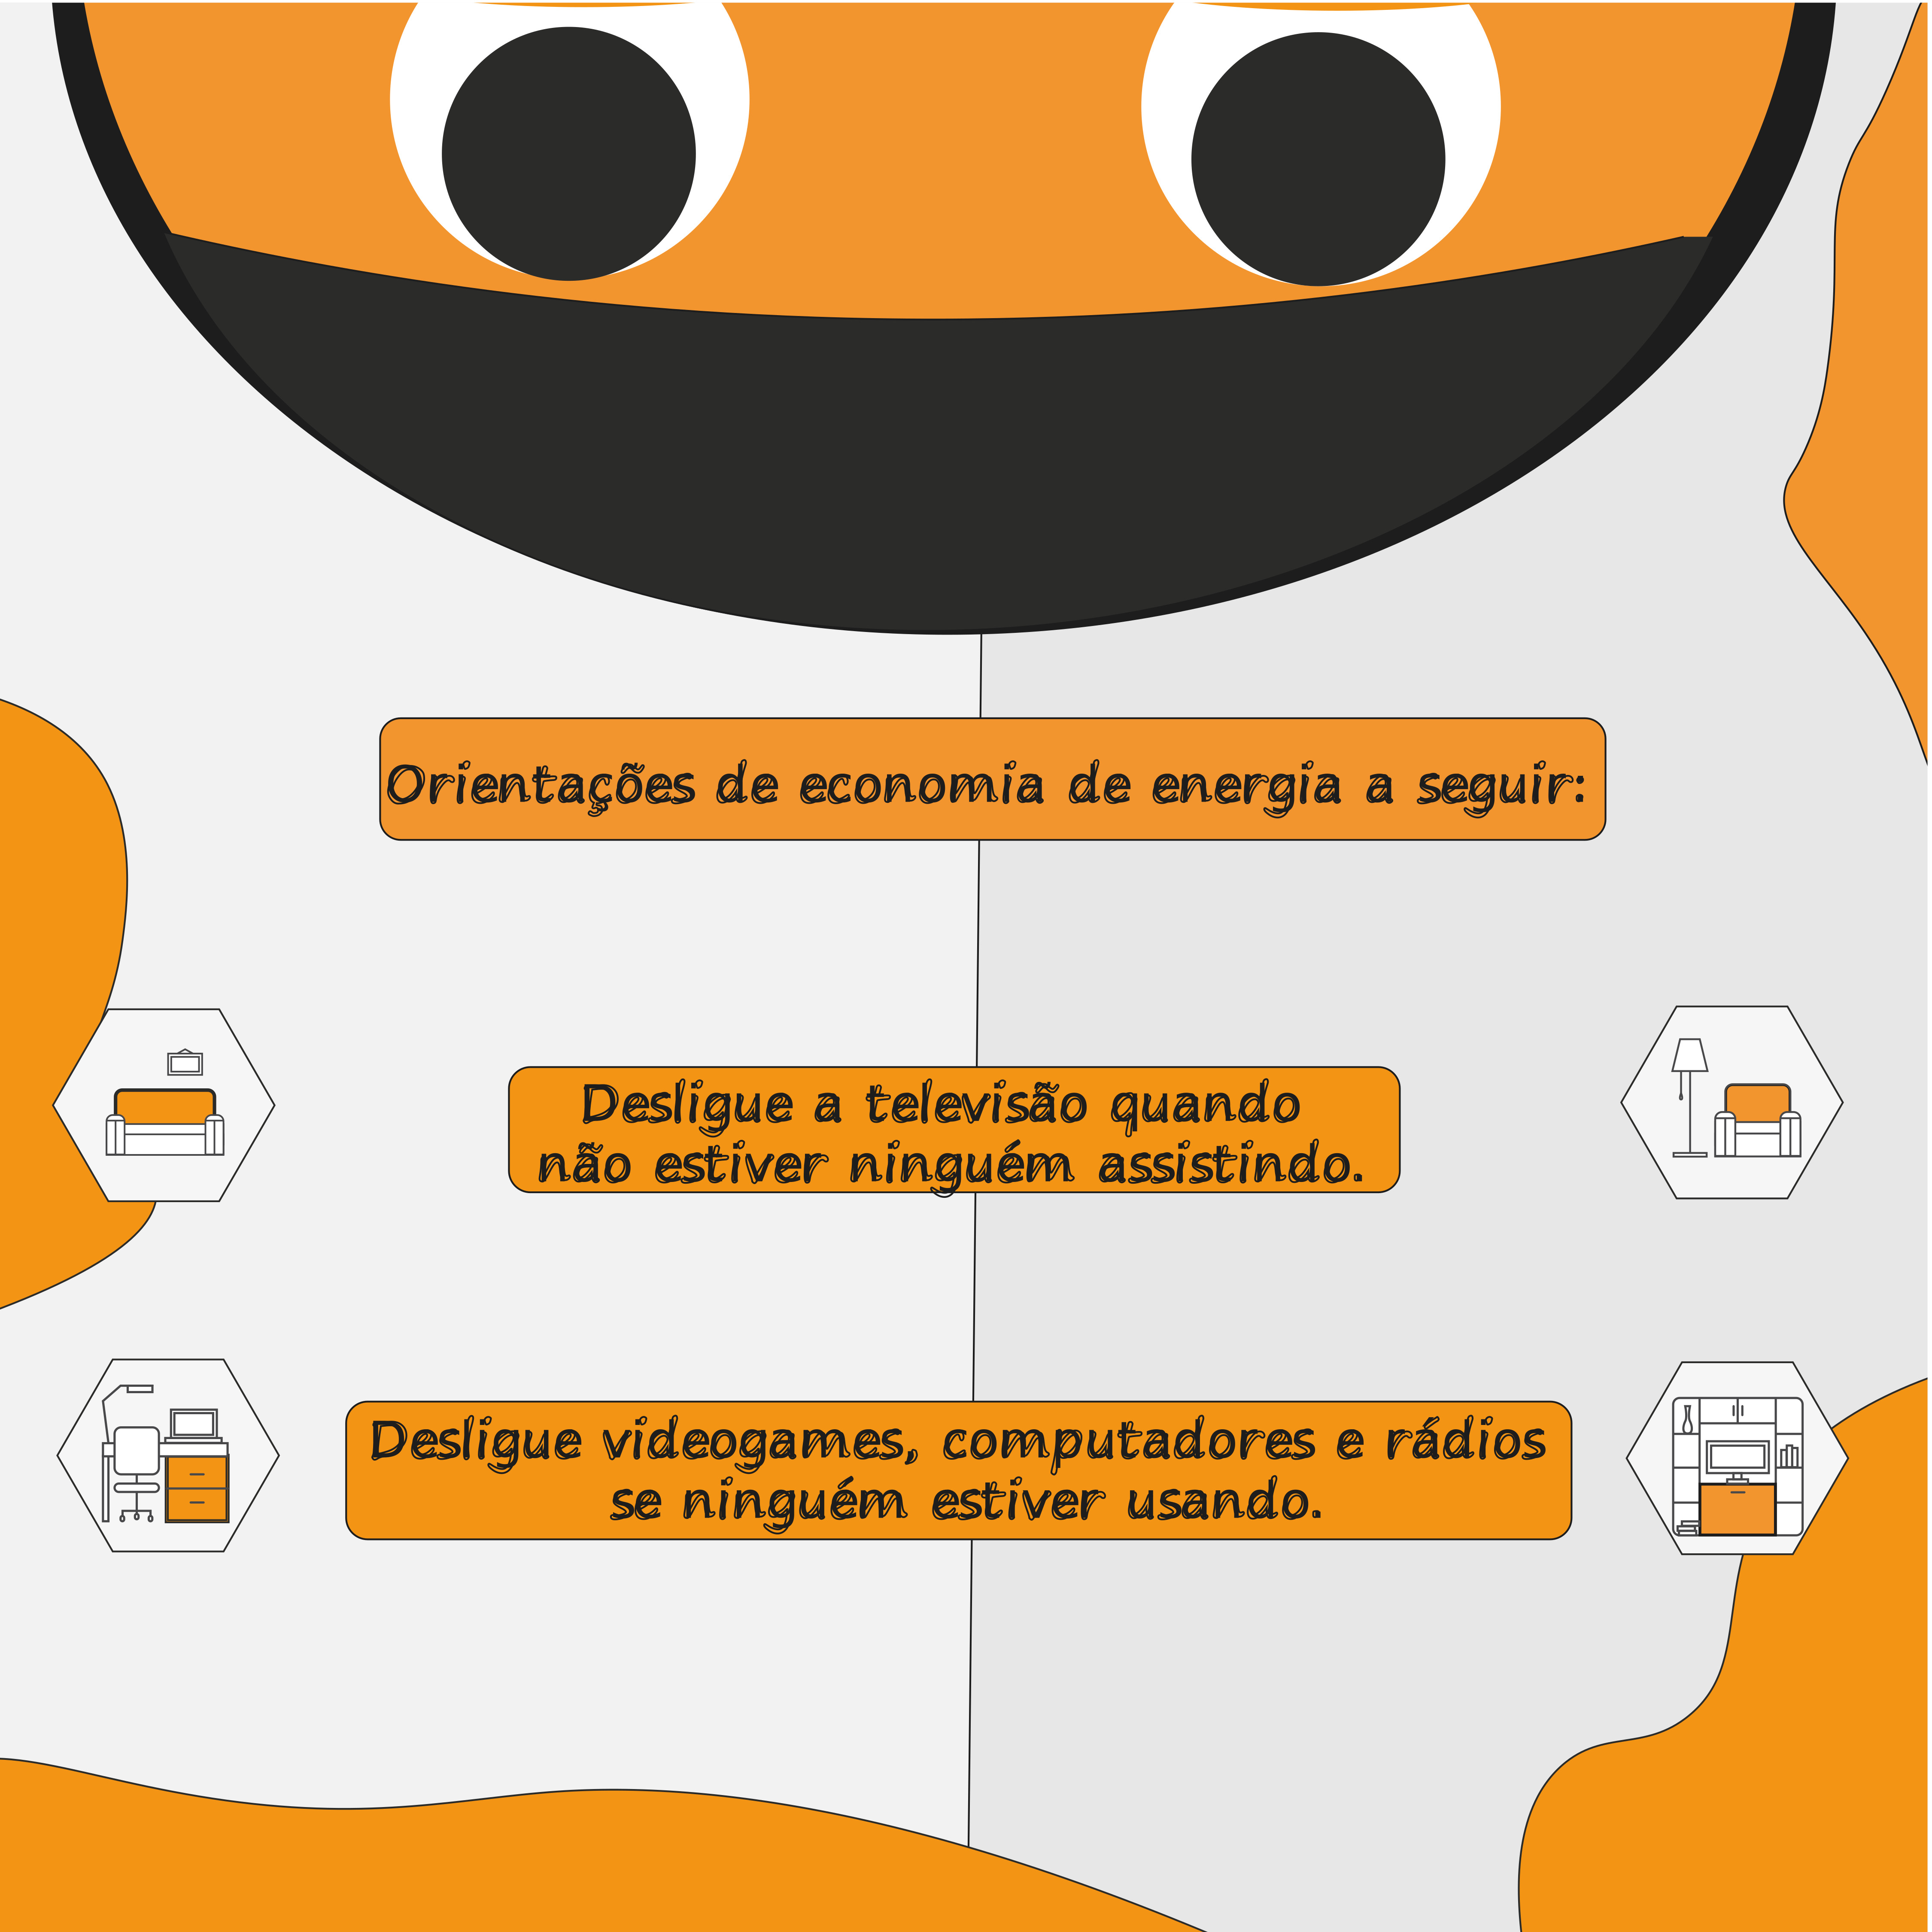 Orientações de economia de energia a seguir:
Desligue a televisão quando
não estiver ninguém assistindo.
Desligue videogames, computadores e rádios
se ninguém estiver usando.